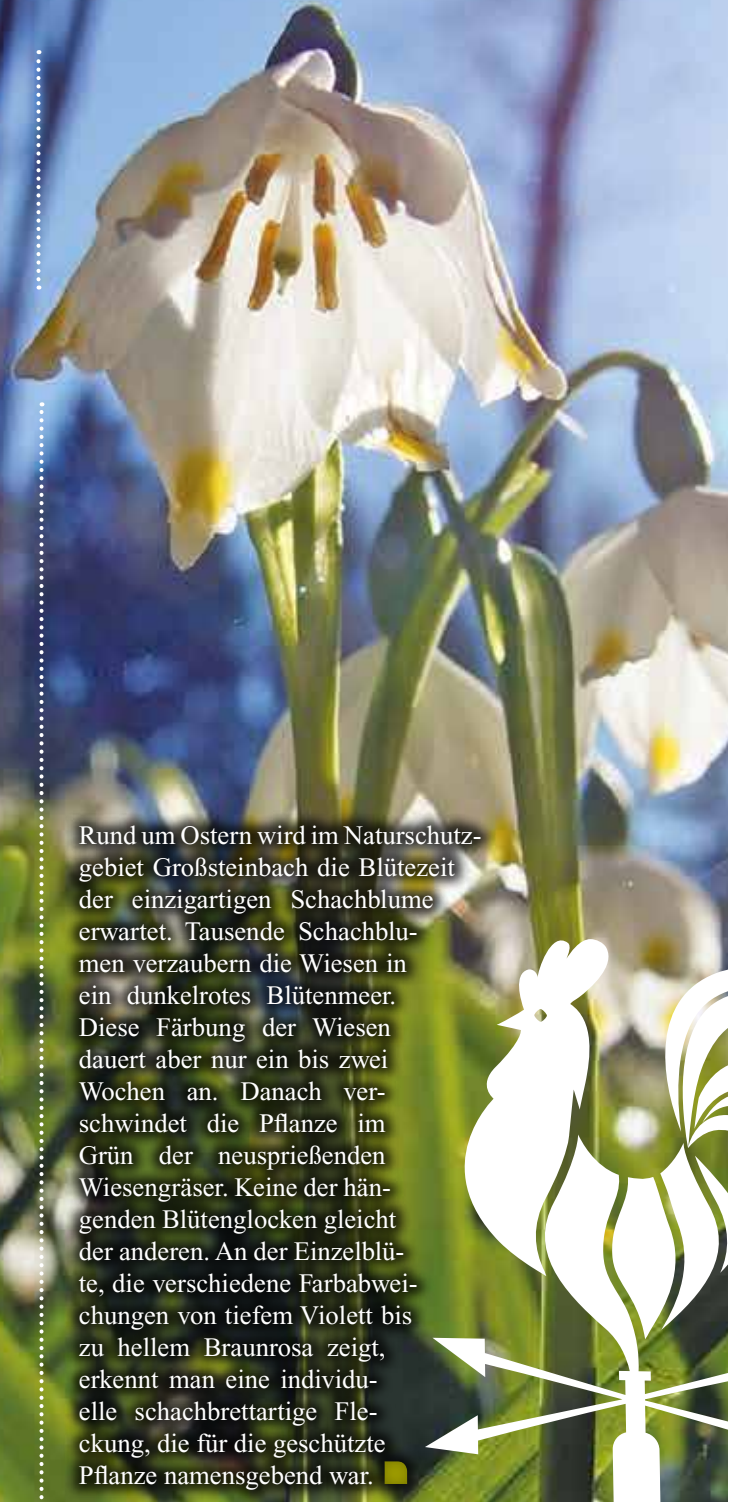 Rund um Ostern wird im Naturschutz-
gebiet Großsteinbach die Blütezeit
der einzigartigen Schachblume
erwartet. Tausende Schachblu-
men verzaubern die Wiesen in
ein dunkelrotes Blütenmeer.
Diese Färbung der Wiesen
dauert aber nur ein bis zwei
Wochen an. Danach ver-
schwindet die Pflanze im
Grün der neusprießenden
Wiesengräser. Keine der hän-
genden Blütenglocken gleicht
der anderen. An der Einzelblü-
te, die verschiedene Farbabwei-
chungen von tiefem Violett bis
zu hellem Braunrosa zeigt,
erkennt man eine individu-
elle schachbrettartige Fle-
ckung, die für die geschützte
Pflanze namensgebend war.